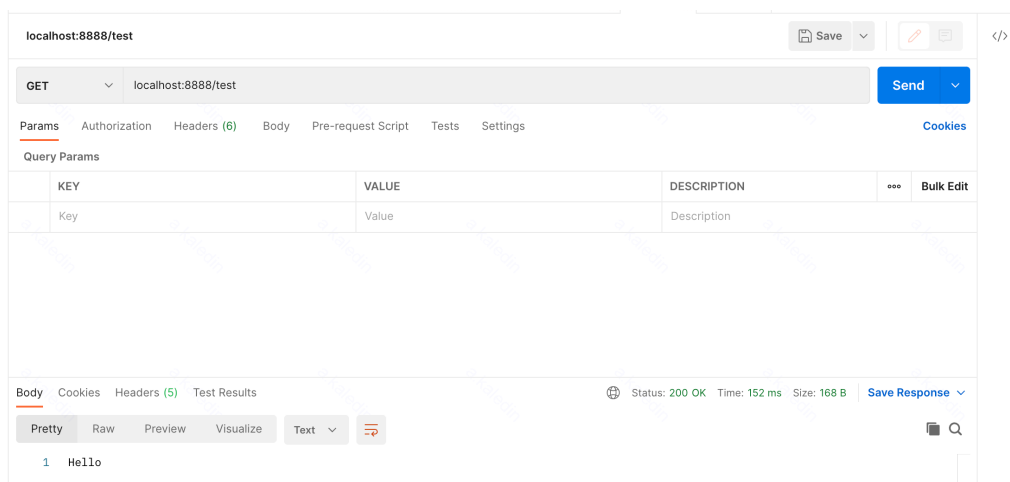 localhost:8888/test
Save
</>
GET
localhost:8888/test
Send
Params Authorization Headers (6) Body Pre-request Script Tests Settings
Cookies
Query Params
KEY VALUE DESCRIPTION ooo Bulk Edit
Key Value Description
Body Cookies Headers (5) Test Results
Status: 200 OK Time: 152 ms Size: 168 B Save Response
Pretty Raw Preview Visualize Text
1 Hello